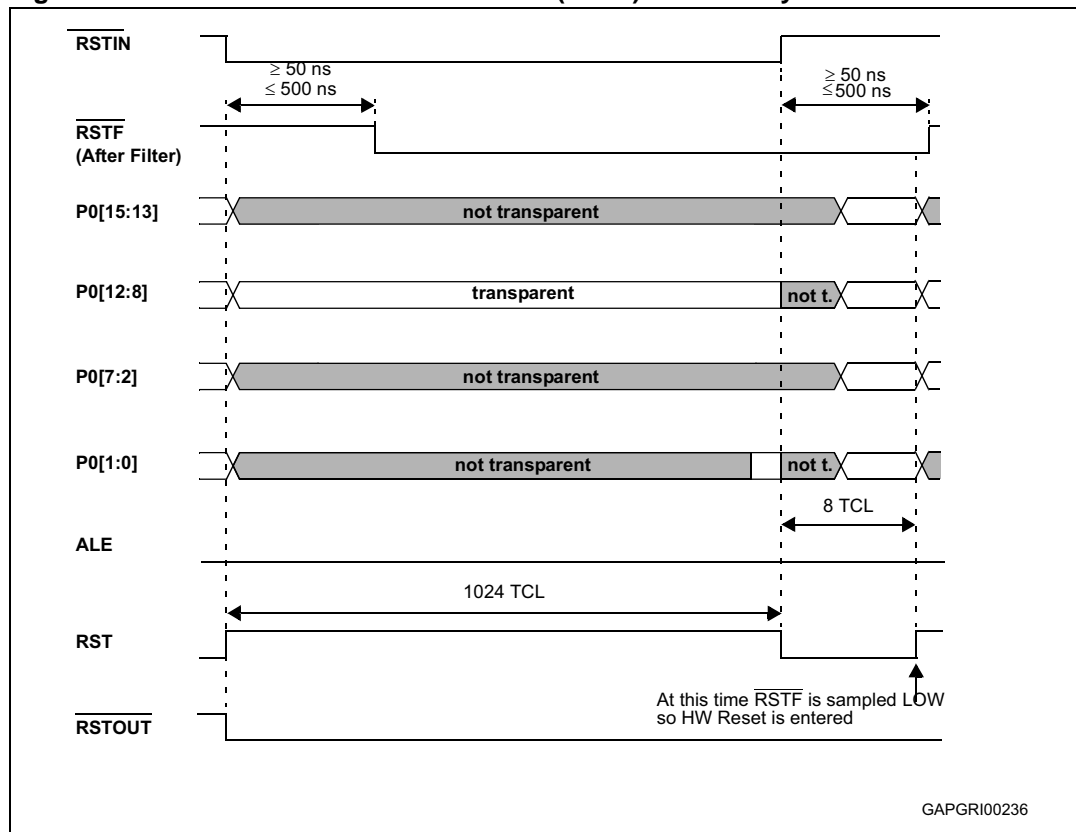 RSTIN
≥ 50 ns
≤ 500 ns
≥ 50 ns
≤500 ns
RSTF
(After Filter)
P0[15:13]
not transparent
P0[12:8]
transparent
not t.
P0[7:2]
not transparent
P0[1:0]
not transparent
not t.
8 TCL
ALE
1024 TCL
RST
At this time RSTF is sampled LOW
so HW Reset is entered
RSTOUT
GAPGRI00236